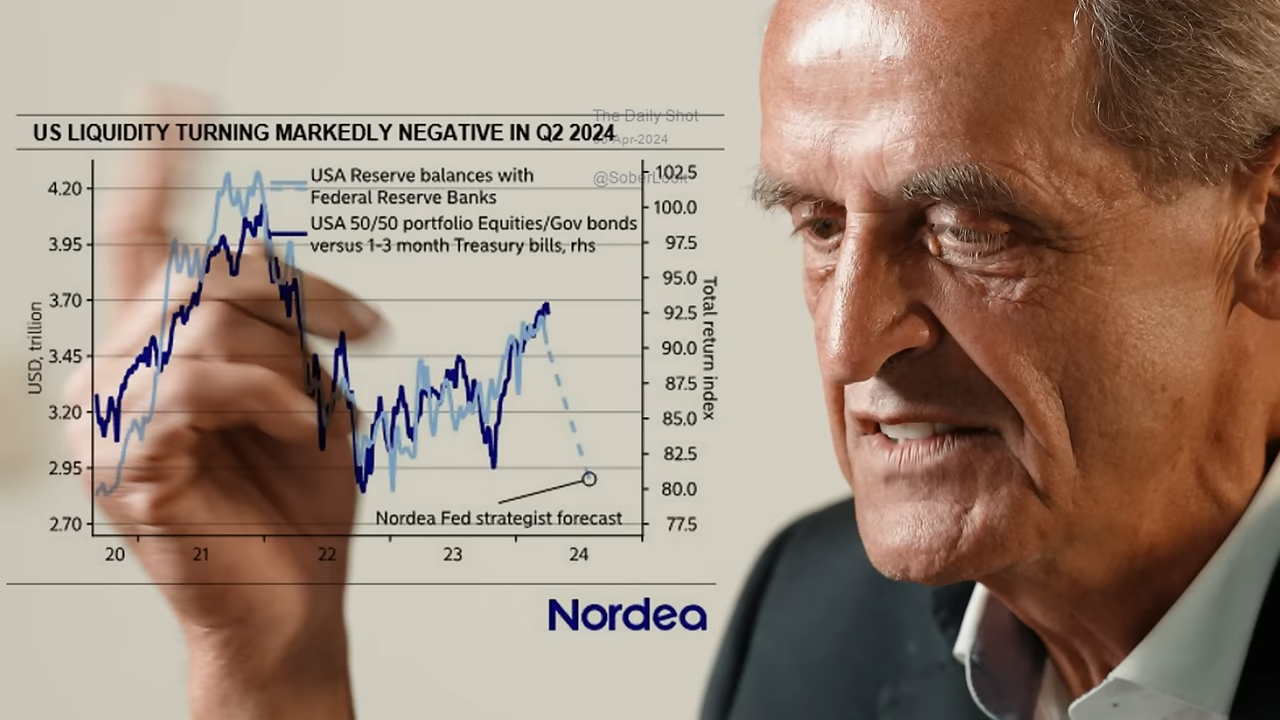 The Daily Shot
US LIQUIDITY TURNING MARKEDLY NEGATIVE IN Q2 2024
Apr-2024
@SoberLook
USA Reserve balances with
Federal Reserve Banks
USA 50/50 portfolio Equities/Gov bonds
versus 1-3 month Treasury bills, rhs
USD, trillion
4.20
3.95
3.70
3.45
3.20
2.95
2.70
102.5
100.0
97.5
95.0
92.5
90.0
87.5
85.0
82.5
80.0
77.5
Total return index
Nordea Fed strategist forecast
20 21 22 23 24
Nordea